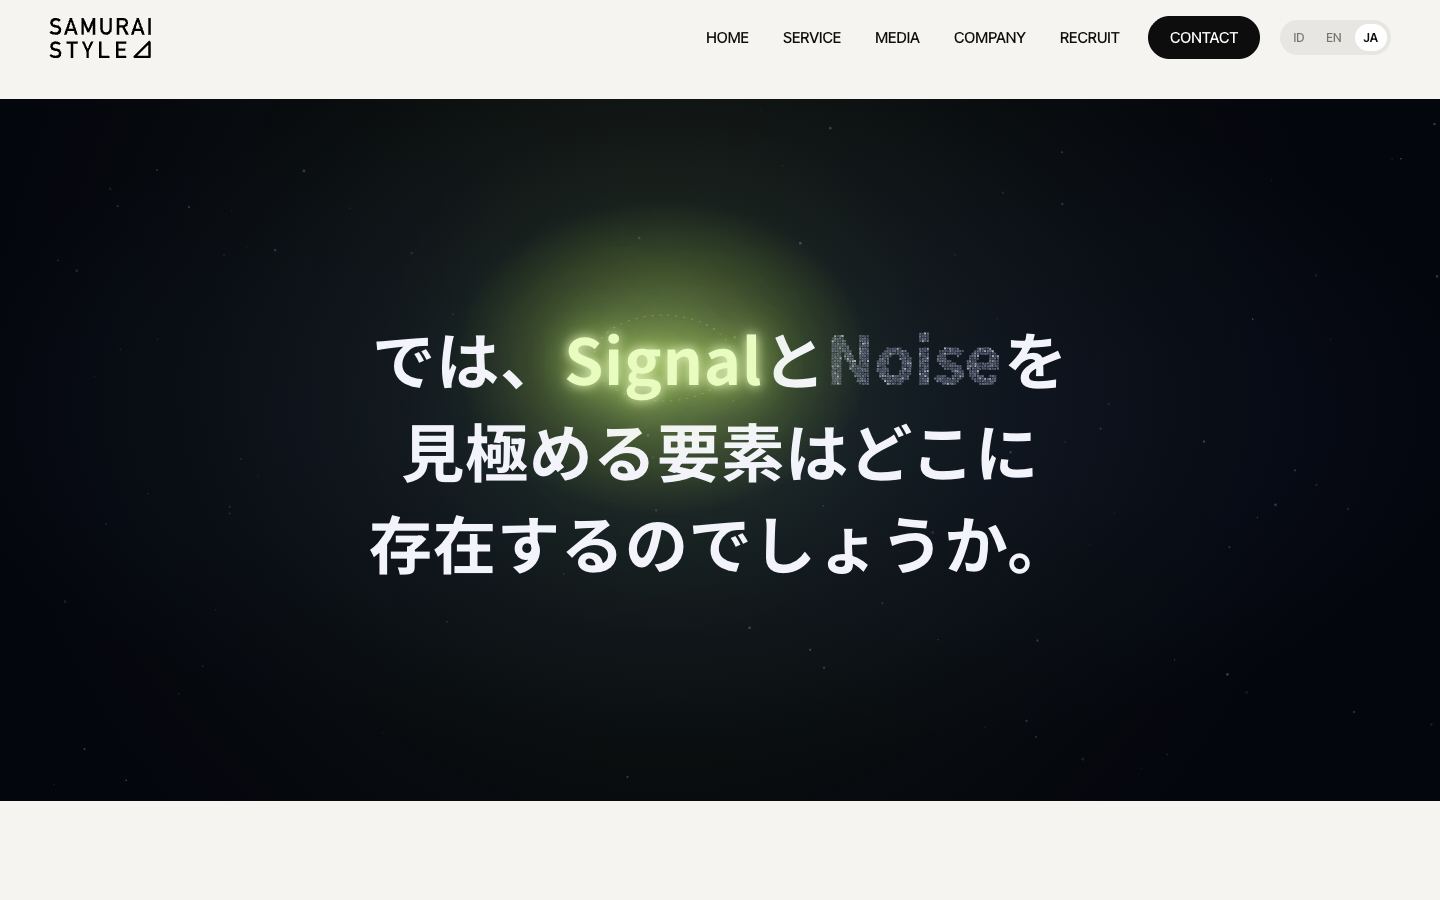 SAMURAI
STYLE
HOME
SERVICE
MEDIA
COMPANY
RECRUIT
CONTACT
ID
EN
JA
では、SignalとNoiseを
見極める要素はどこに
存在するのでしょうか。